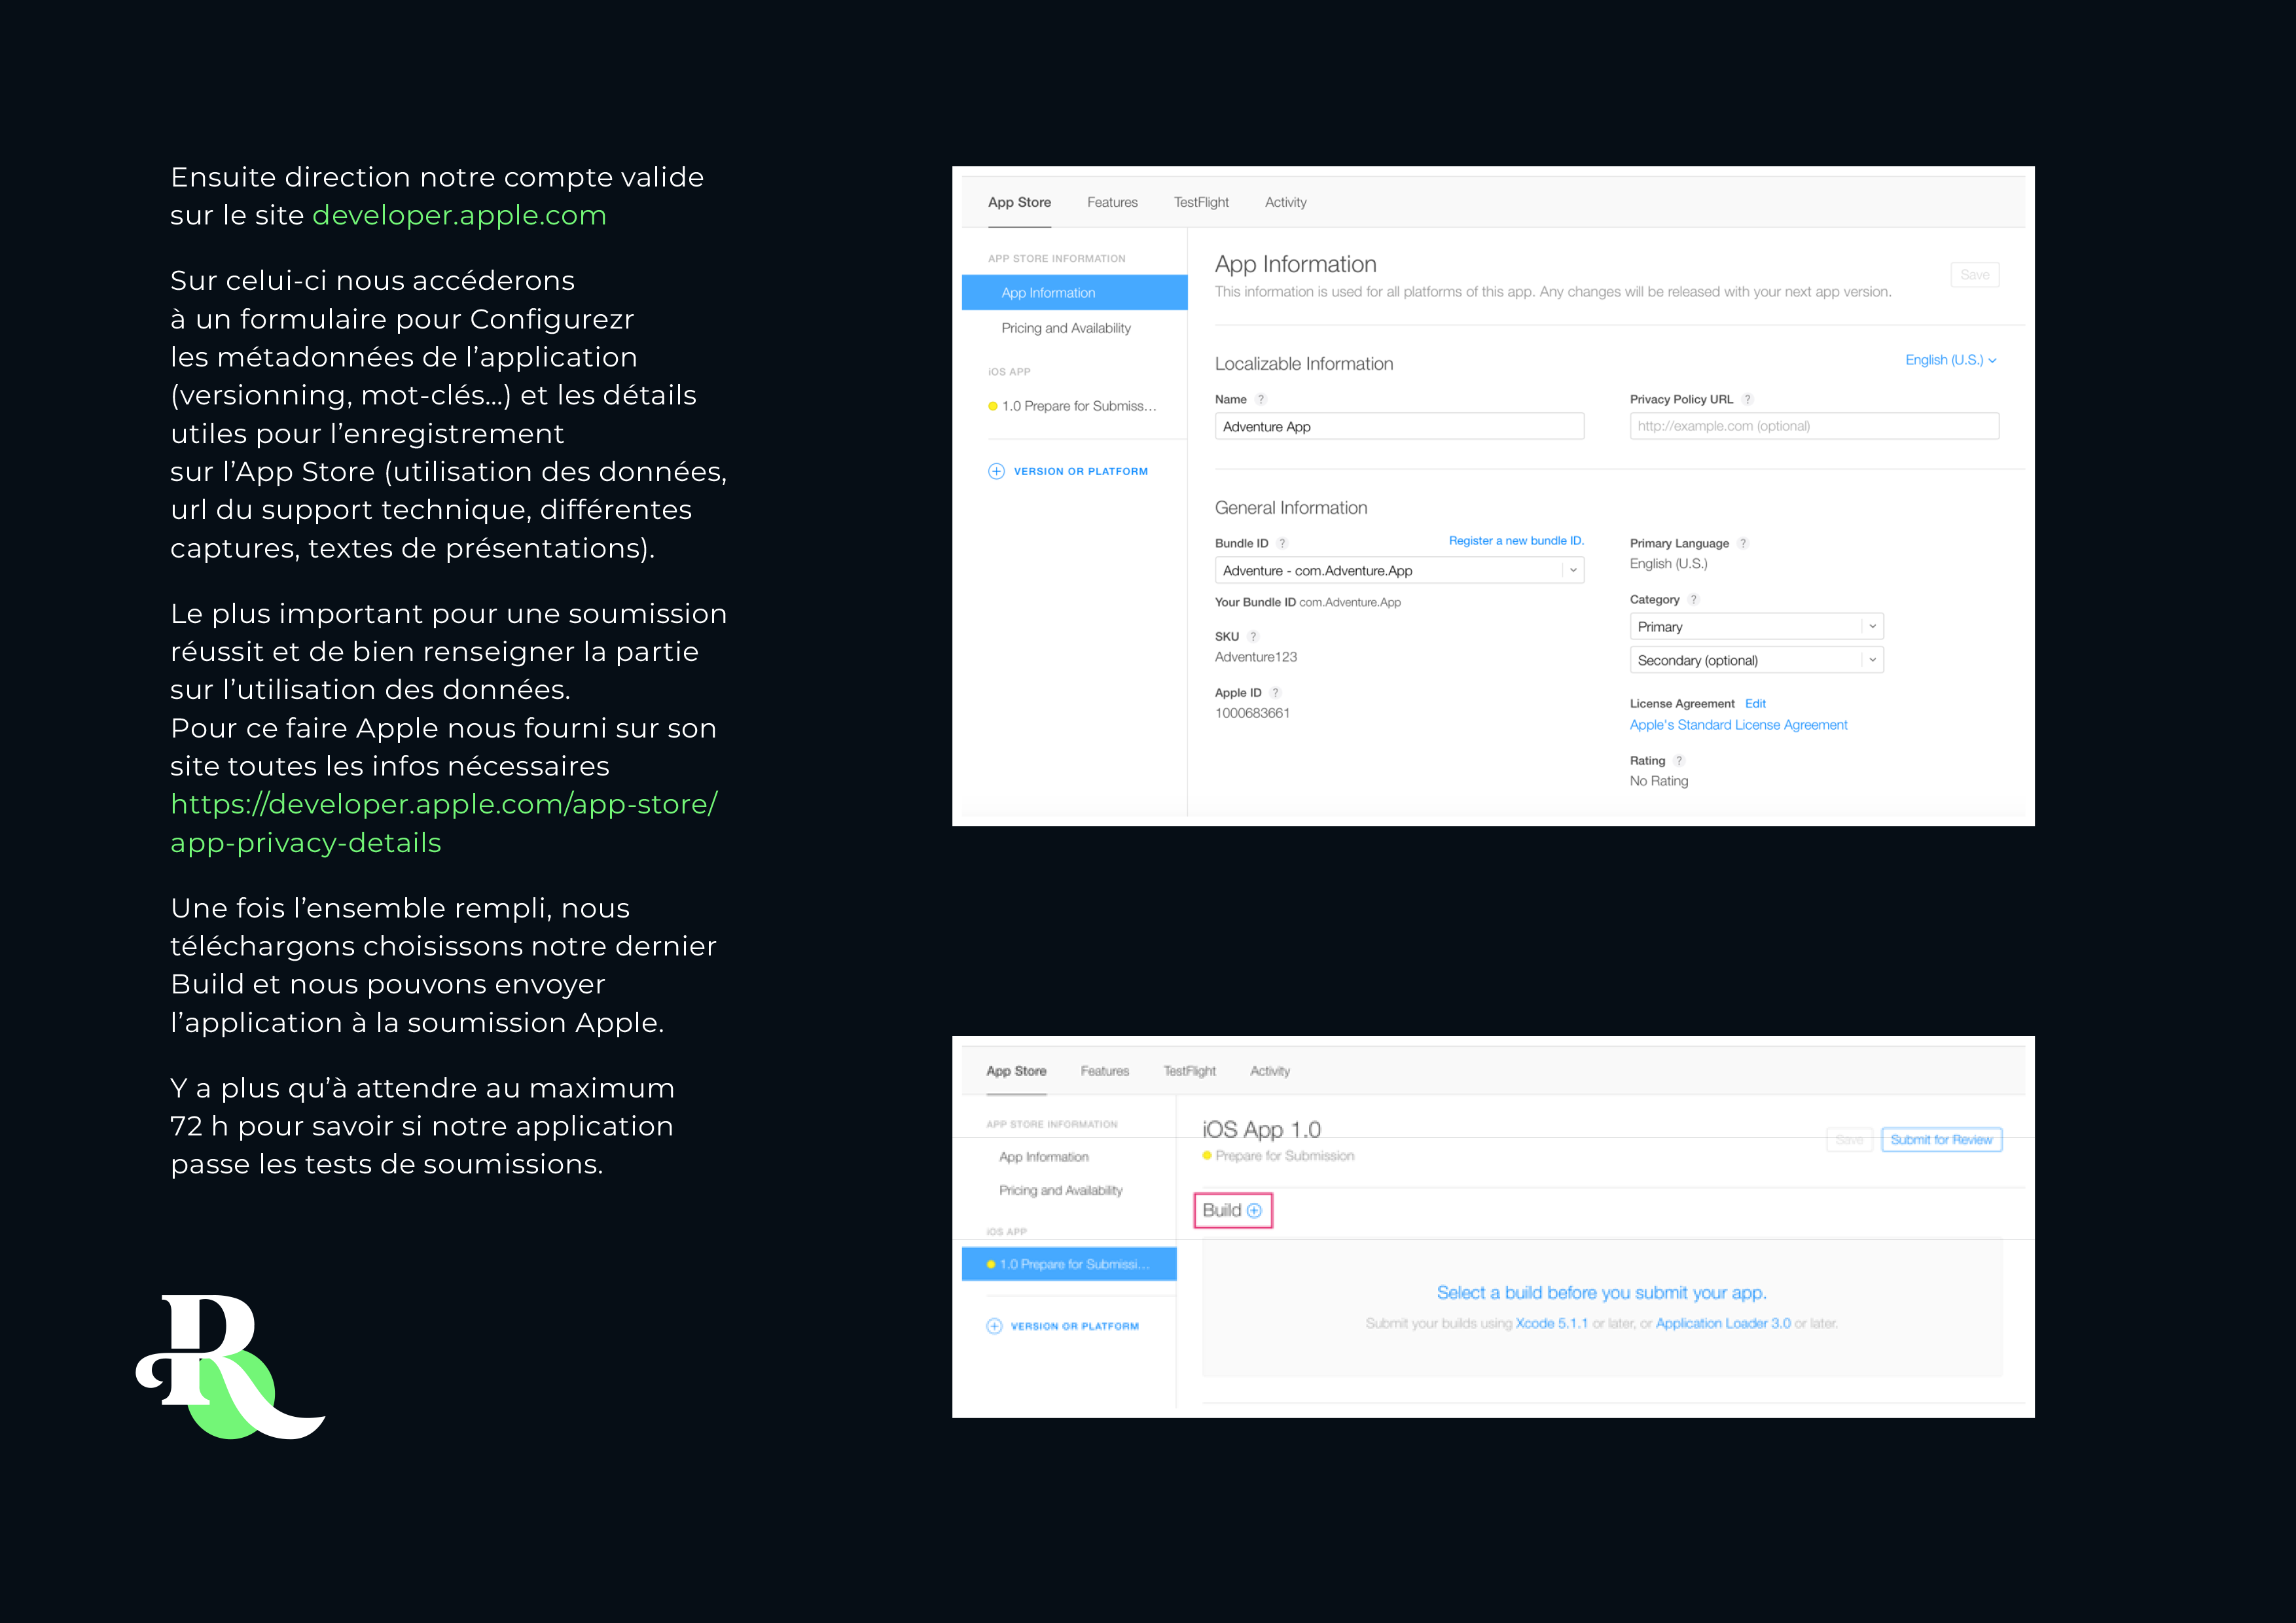 Ensuite direction notre compte valide
sur le site developer.apple.com
Sur celui-ci nous accéderons
à un formulaire pour Configurezr
les métadonnées de l’application
(versionning, mot-clés...) et les détails
utiles pour l’enregistrement
sur l’App Store (utilisation des données,
url du support technique, différentes
captures, textes de présentations).
Le plus important pour une soumission
réussit et de bien renseigner la partie
sur l’utilisation des données.
Pour ce faire Apple nous fourni sur son
site toutes les infos nécessaires
https://developer.apple.com/app-store/
app-privacy-details
Une fois l’ensemble rempli, nous
téléchargons choisissons notre dernier
Build et nous pouvons envoyer
l’application à la soumission Apple.
Y a plus qu’à attendre au maximum
72 h pour savoir si notre application
passe les tests de soumissions.
R
App Store Features TestFlight Activity
APP STORE INFORMATION
App Information
Pricing and Availability
iOS APP
1.0 Prepare for Submiss...
VERSION OR PLATFORM
App Information
Save
This information is used for all platforms of this app. Any changes will be released with your next app version.
Localizable Information
English (U.S.)
Name ?
Adventure App
Privacy Policy URL ?
http://example.com (optional)
General Information
Bundle ID ? Register a new bundle ID.
Adventure - com.Adventure.App
Your Bundle ID com.Adventure.App
SKU ?
Adventure123
Apple ID ?
1000683661
Primary Language ?
English (U.S.)
Category ?
Primary
Secondary (optional)
License Agreement Edit
Apple's Standard License Agreement
Rating ?
No Rating
App Store Features TestFlight Activity
APP STORE INFORMATION
App Information
Pricing and Availability
iOS APP
1.0 Prepare for Submissi...
VERSION OR PLATFORM
iOS App 1.0
Prepare for Submission
Save Submit for Review
Build
Select a build before you submit your app.
Submit your builds using Xcode 5.1.1 or later, or Application Loader 3.0 or later.